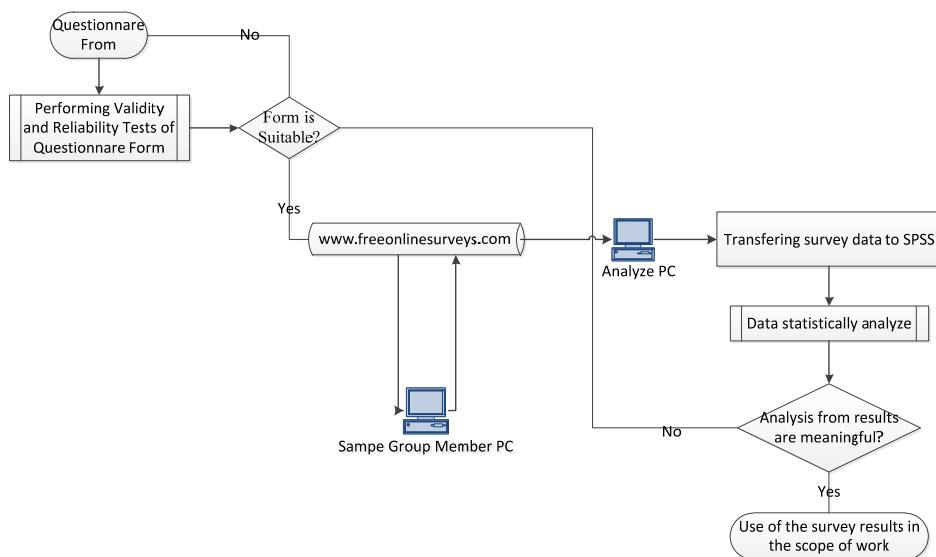 Questionnare
From
No
Performing Validity
and Reliability Tests of
Questionnare Form
Form is
Suitable?
Yes
www.freeonlinesurveys.com
Analyze PC
Transfering survey data to SPSS
Data statistically analyze
Sampe Group Member PC
Analysis from results
are meaningful?
No
Yes
Use of the survey results in
the scope of work